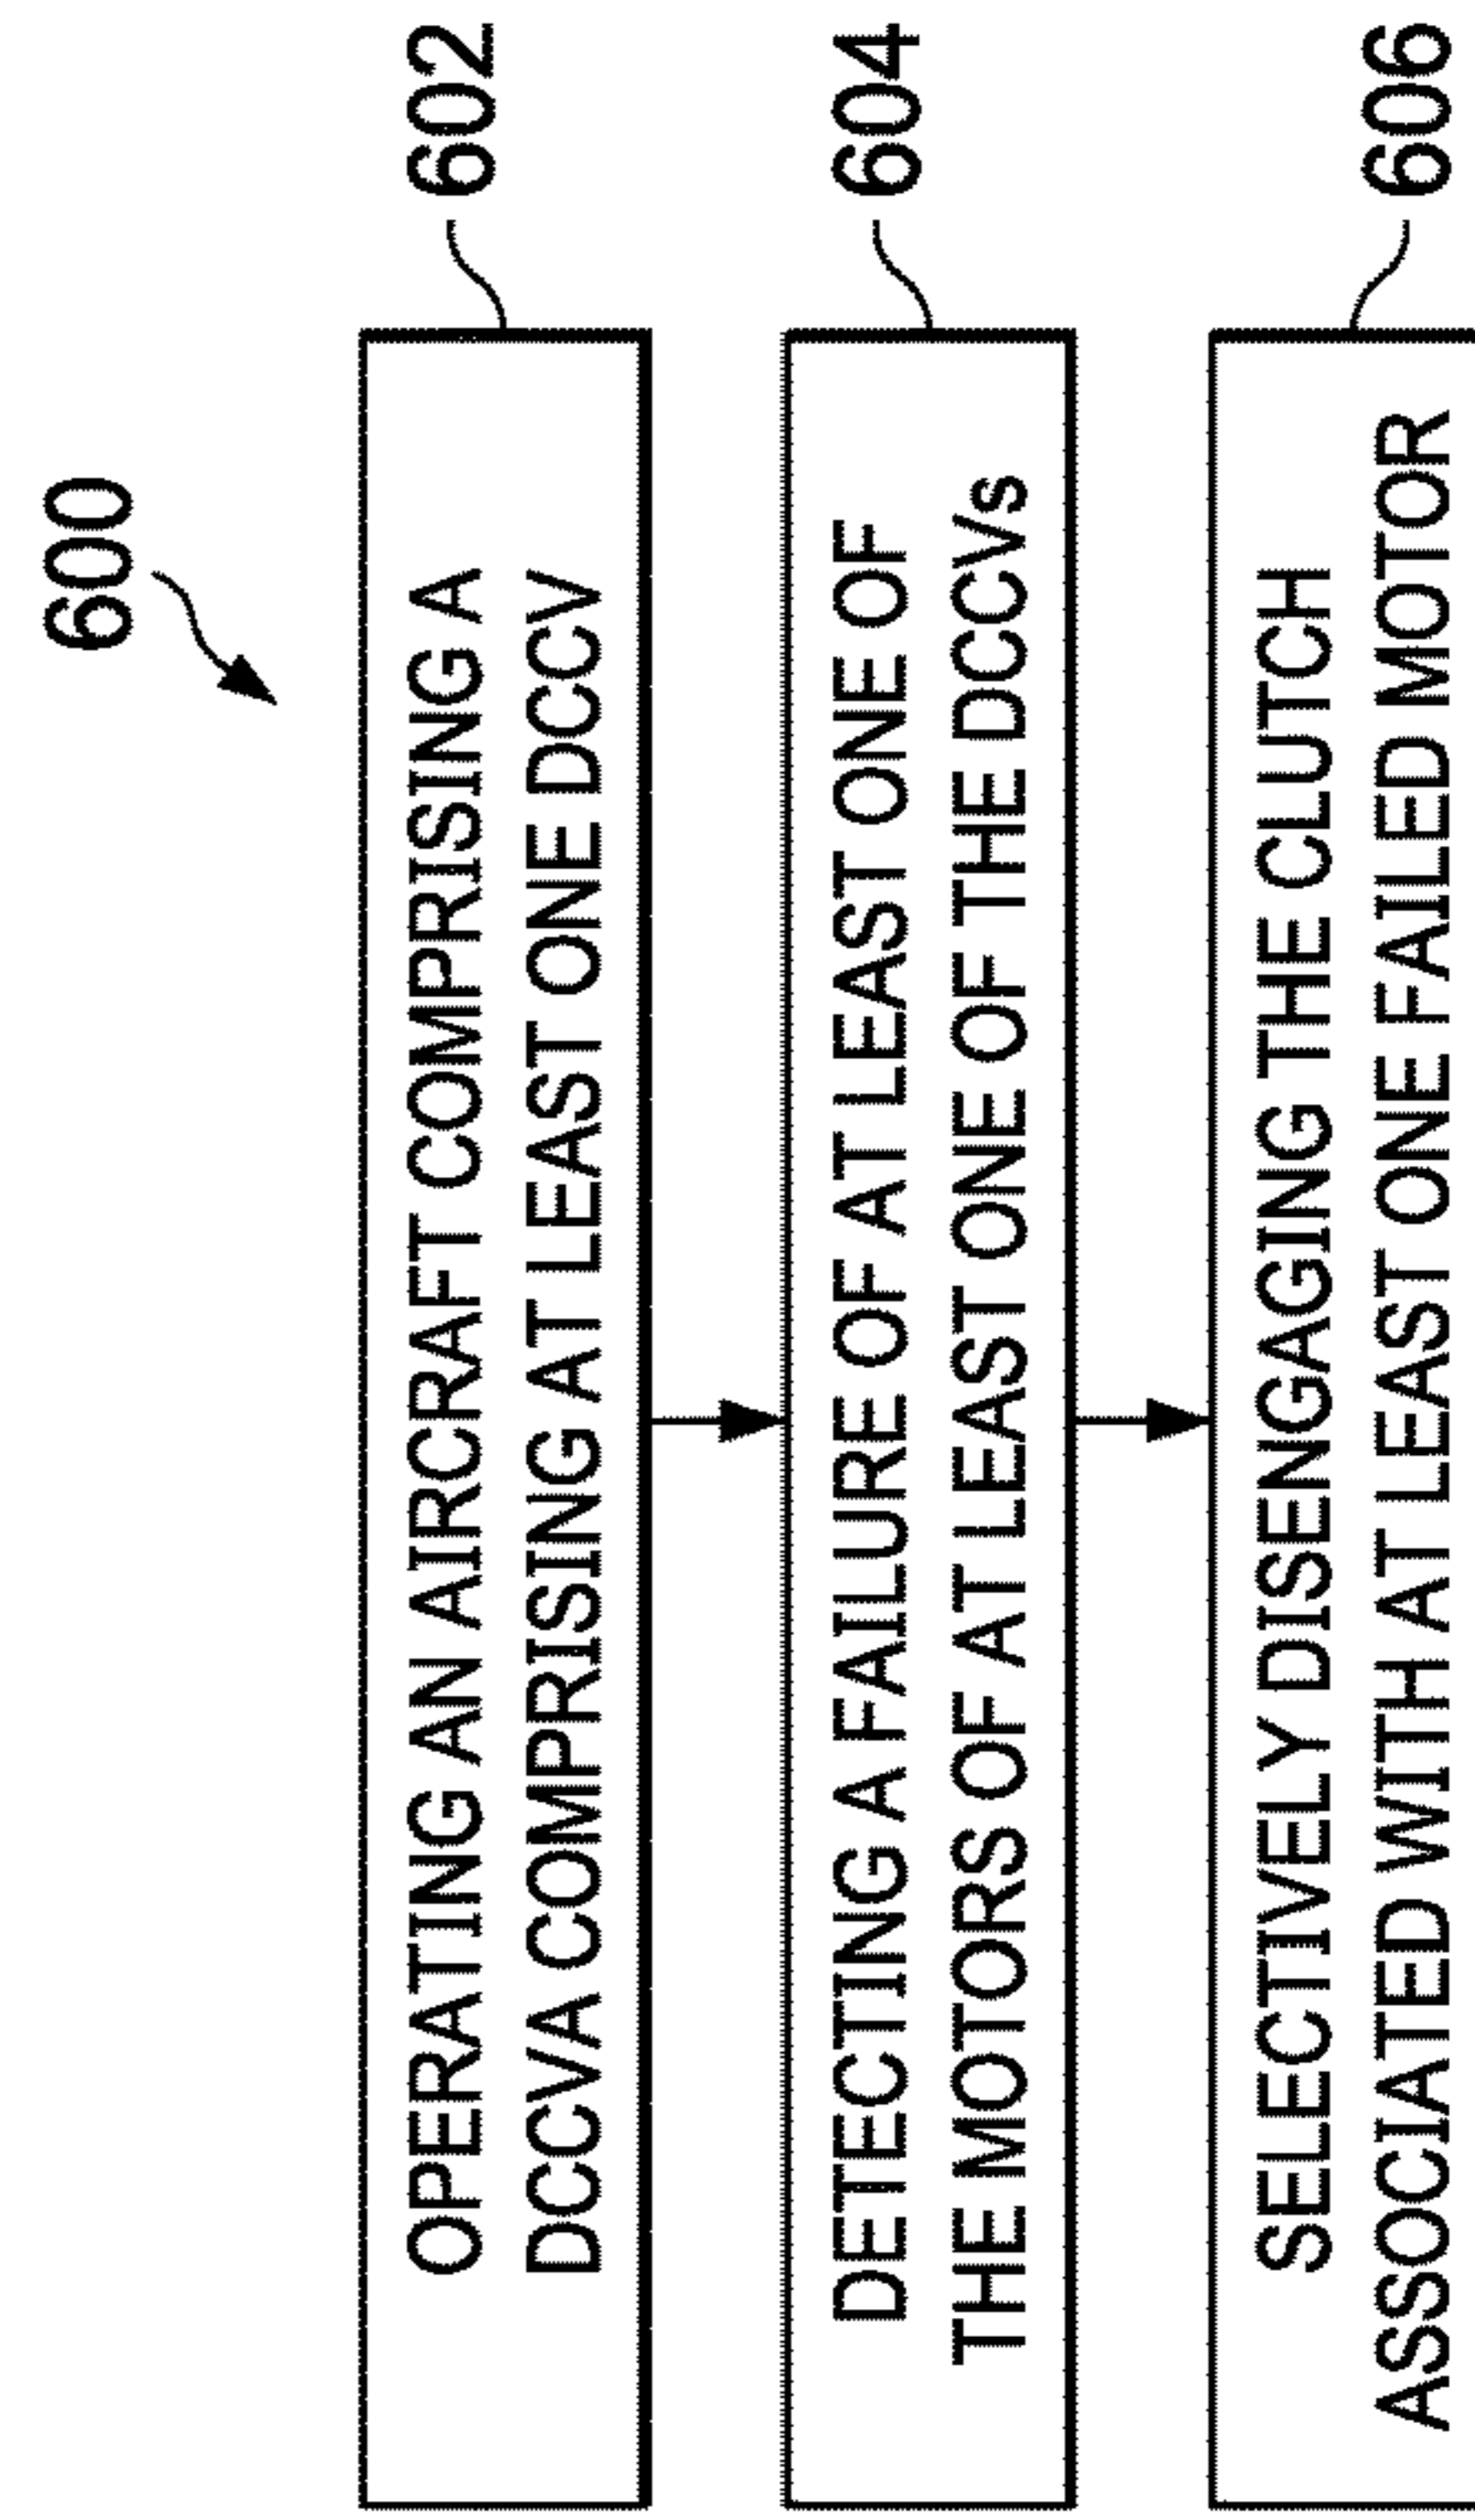 600
OPERATING AN AIRCRAFT COMPRISING A
DCCVA COMPRISING AT LEAST ONE DCCV
602
DETECTING A FAILURE OF AT LEAST ONE OF
THE MOTORS OF AT LEAST ONE OF THE DCCVs
604
SELECTIVELY DISENGAGING THE CLUTCH
ASSOCIATED WITH AT LEAST ONE FAILED MOTOR
606